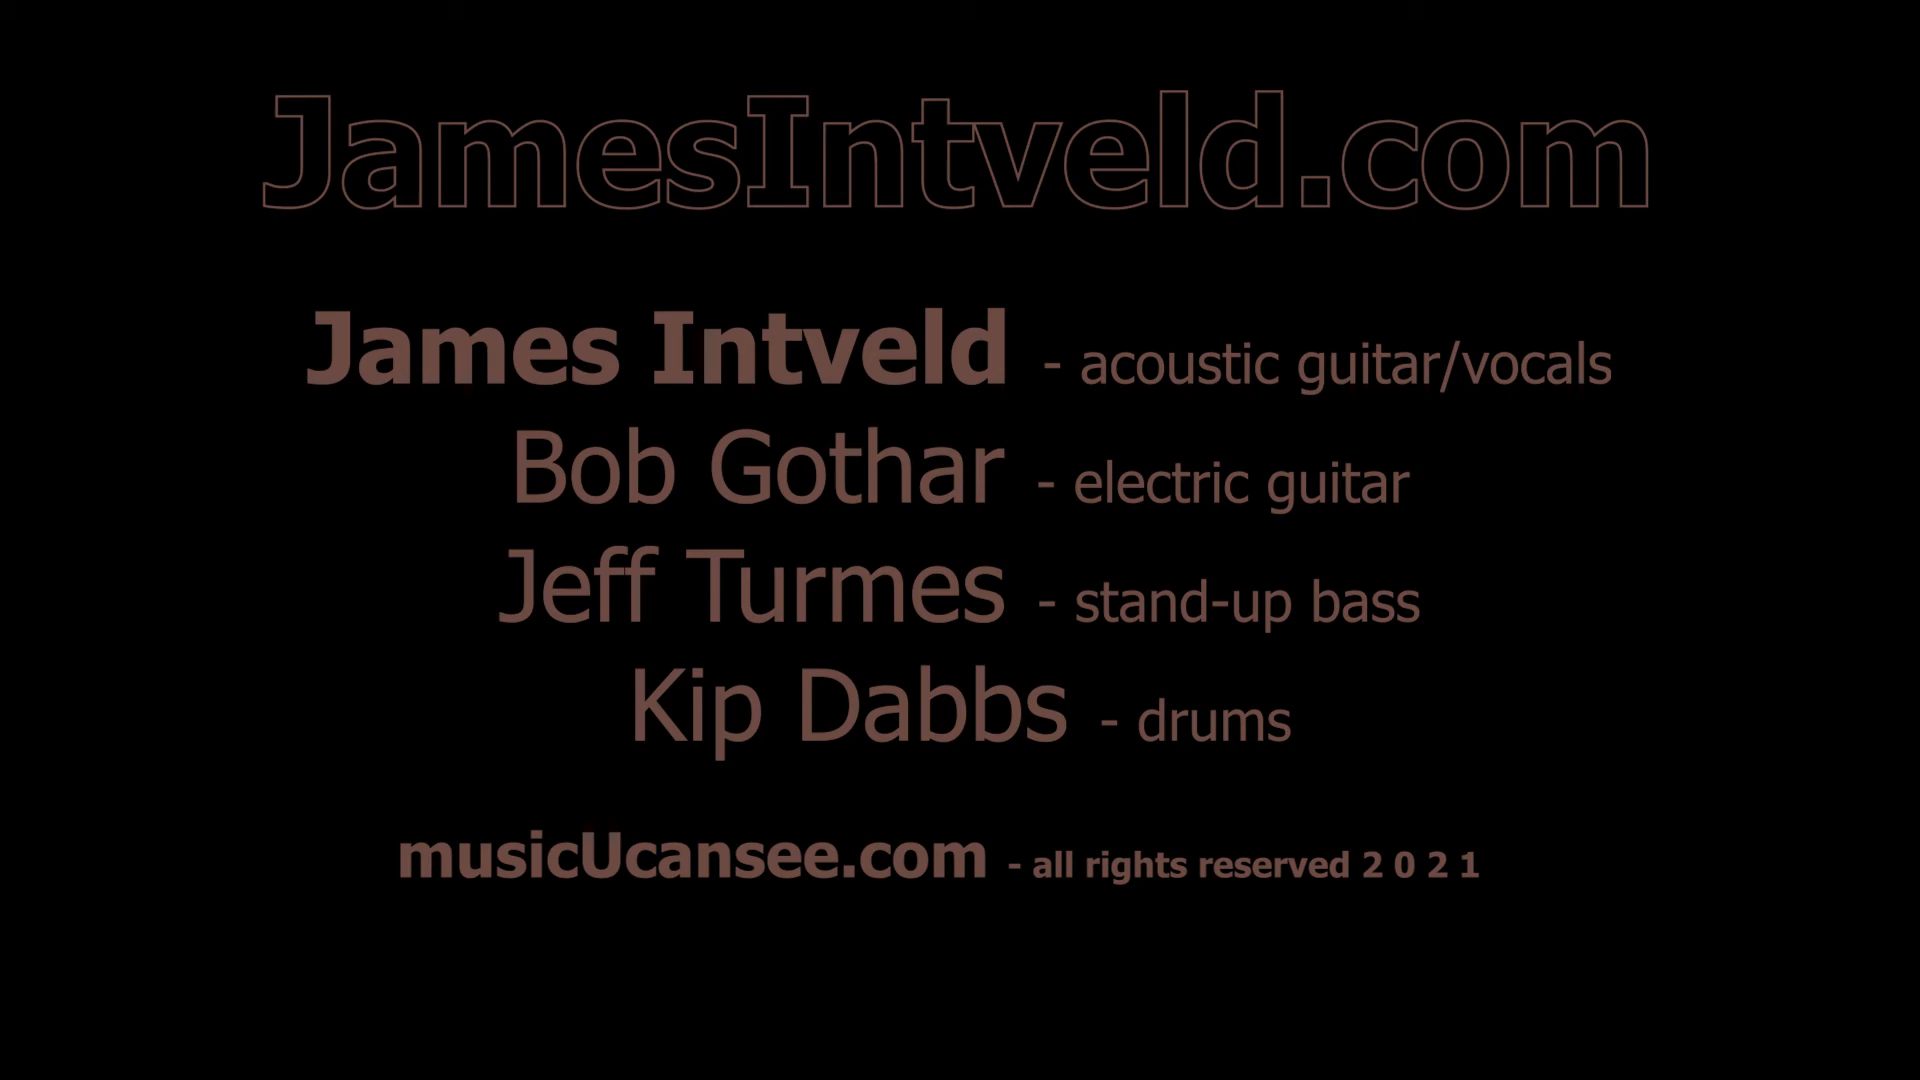 JamesIntveld.com
James Intveld - acoustic guitar/vocals
Bob Gothar - electric guitar
Jeff Turmes - stand-up bass
Kip Dabbs - drums
musicUcansee.com - all rights reserved 2 0 2 1